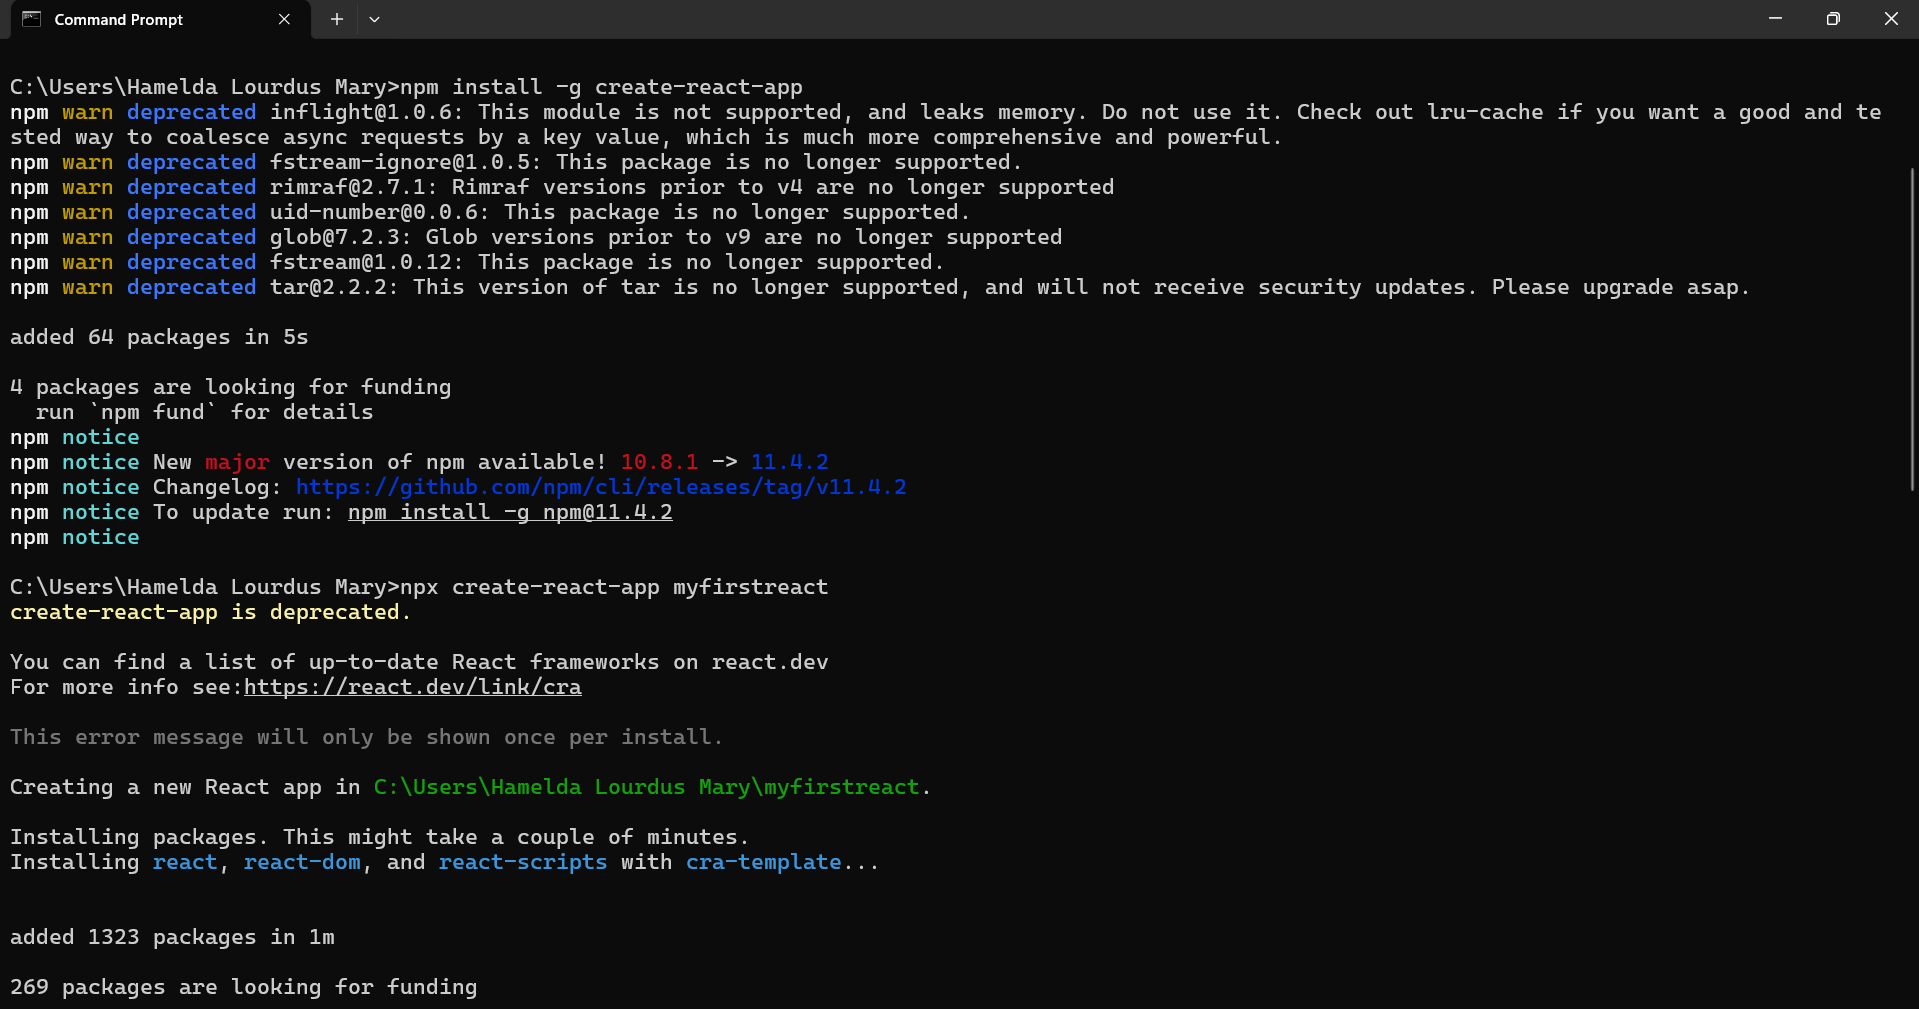 Command Prompt
C:\Users\Hamelda Lourdus Mary>npm install -g create-react-app
npm warn deprecated inflight@1.0.6: This module is not supported, and leaks memory. Do not use it. Check out lru-cache if you want a good and te
sted way to coalesce async requests by a key value, which is much more comprehensive and powerful.
npm warn deprecated fstream-ignore@1.0.5: This package is no longer supported.
npm warn deprecated rimraf@2.7.1: Rimraf versions prior to v4 are no longer supported
npm warn deprecated uid-number@0.0.6: This package is no longer supported.
npm warn deprecated glob@7.2.3: Glob versions prior to v9 are no longer supported
npm warn deprecated fstream@1.0.12: This package is no longer supported.
npm warn deprecated tar@2.2.2: This version of tar is no longer supported, and will not receive security updates. Please upgrade asap.
added 64 packages in 5s
4 packages are looking for funding
  run `npm fund` for details
npm notice
npm notice New major version of npm available! 10.8.1 -> 11.4.2
npm notice Changelog: https://github.com/npm/cli/releases/tag/v11.4.2
npm notice To update run: npm install -g npm@11.4.2
npm notice
C:\Users\Hamelda Lourdus Mary>npx create-react-app myfirstreact
create-react-app is deprecated.
You can find a list of up-to-date React frameworks on react.dev
For more info see:https://react.dev/link/cra
This error message will only be shown once per install.
Creating a new React app in C:\Users\Hamelda Lourdus Mary\myfirstreact.
Installing packages. This might take a couple of minutes.
Installing react, react-dom, and react-scripts with cra-template...
added 1323 packages in 1m
269 packages are looking for funding